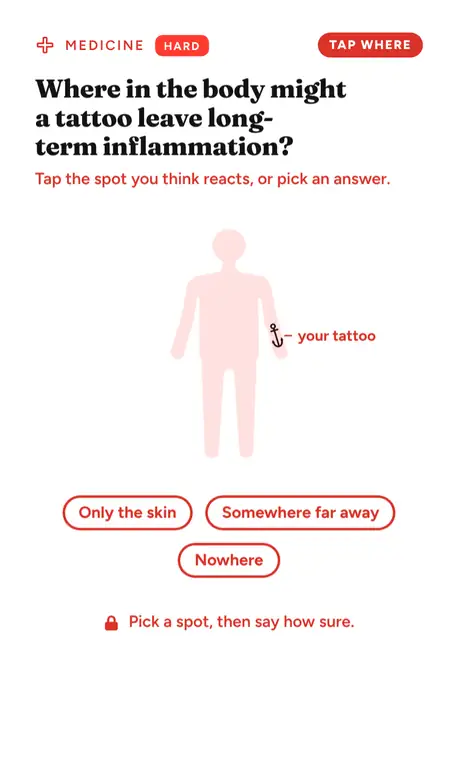 MEDICINE HARD TAP WHERE
Where in the body might
a tattoo leave long-
term inflammation?
Tap the spot you think reacts, or pick an answer.
your tattoo
Only the skin
Somewhere far away
Nowhere
Pick a spot, then say how sure.